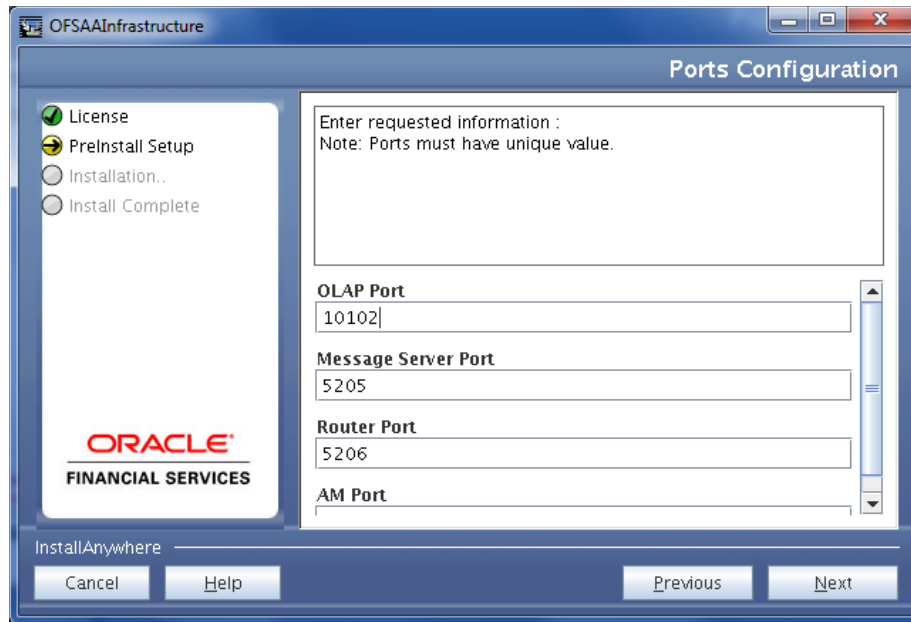 OFSAAInfrastructure
Ports Configuration
License
PreInstall Setup
Installation..
Install Complete
ORACLE®
FINANCIAL SERVICES
Enter requested information :
Note: Ports must have unique value.
OLAP Port
10102
Message Server Port
5205
Router Port
5206
AM Port
InstallAnywhere
Cancel
Help
Previous
Next